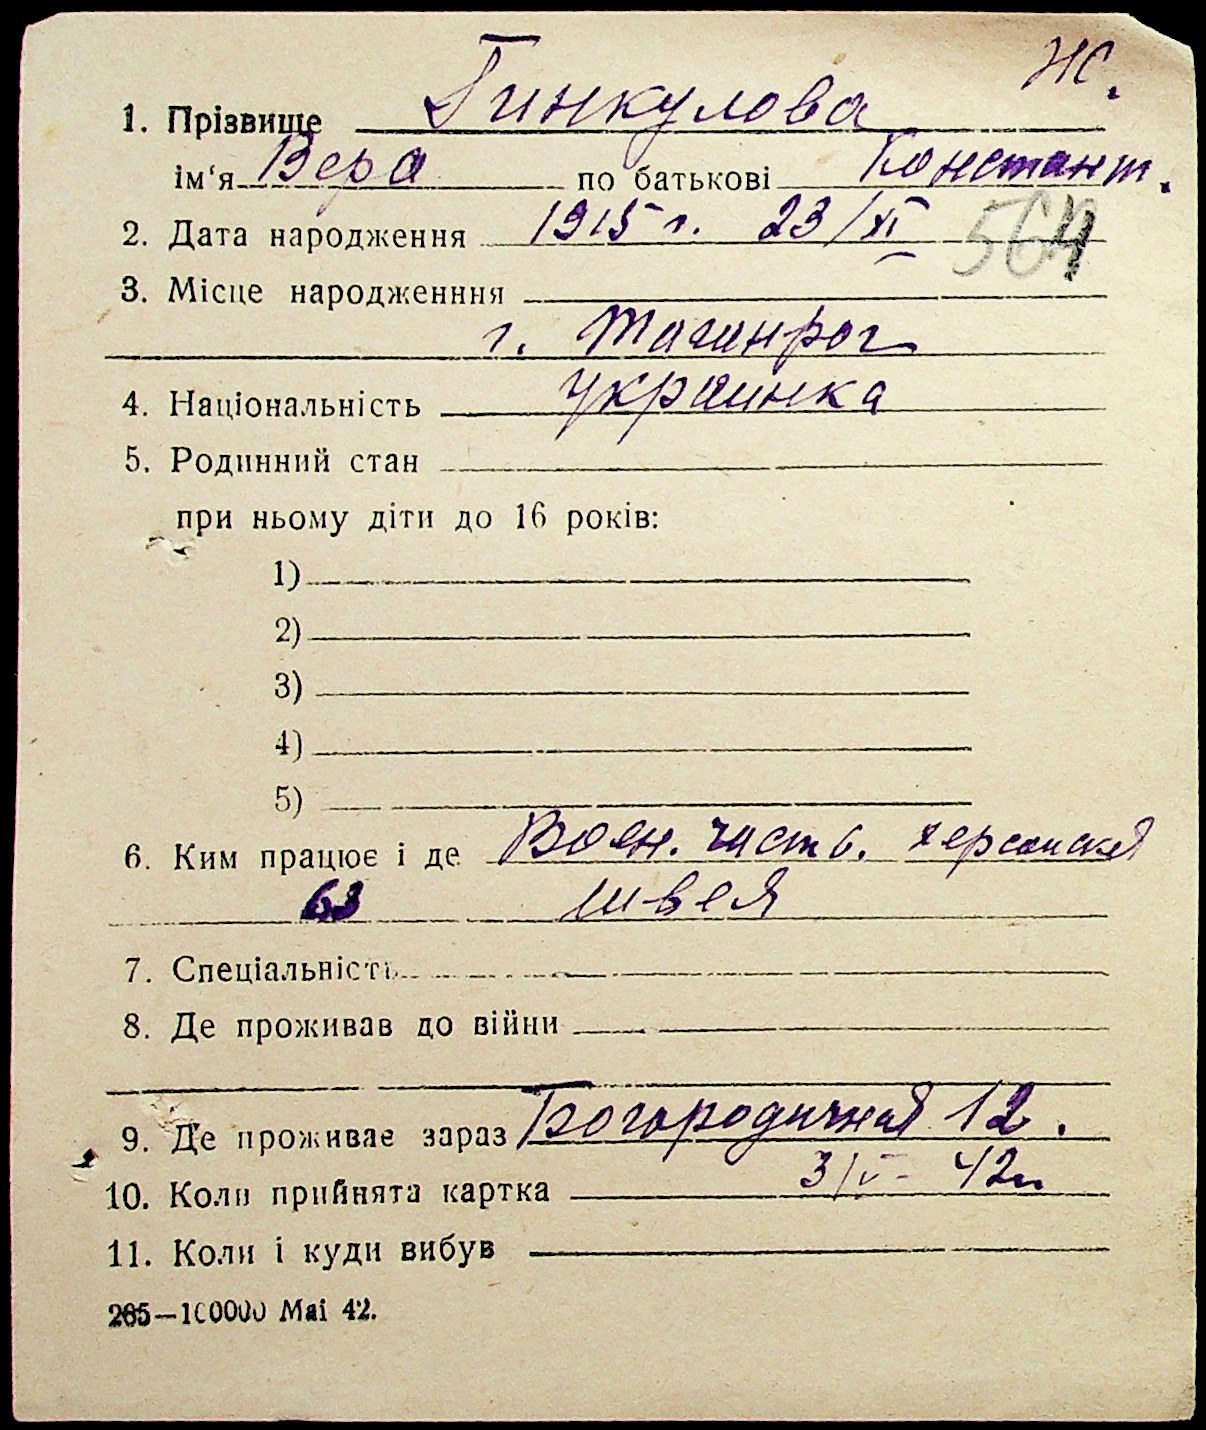 Ж.
1. Прізвище Гинкулова
ім'я Вера по батькові Констант.
2. Дата народження 1915 г. 23/XI 564
3. Місце народженння
г. Таганрог
4. Національність украинка
5. Родинний стан
при ньому діти до 16 років:
1)
2)
3)
4)
5)
6. Ким працює і де Воен. часть. Херсонская
63 швея
7. Спеціальність
8. Де проживав до війни
9. Де проживає зараз Богородичная 12.
10. Коли прийнята картка 3/V- 42г
11. Коли і куди вибув
265—100000 Маі 42.